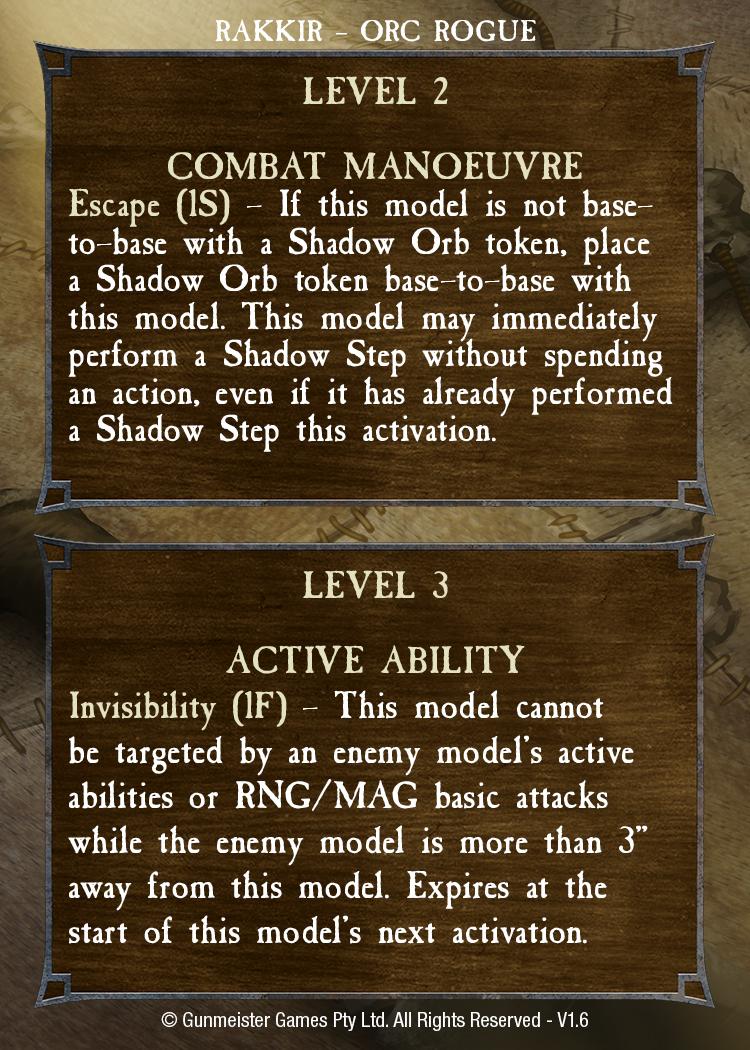 RAKKIR - ORC ROGUE
LEVEL 2
COMBAT MANOEUVRE
Escape (1S) - If this model is not base-
to-base with a Shadow Orb token, place
a Shadow Orb token base-to-base with
this model. This model may immediately
perform a Shadow Step without spending
an action, even if it has already performed
a Shadow Step this activation.
LEVEL 3
ACTIVE ABILITY
Invisibility (1F) - This model cannot
be targeted by an enemy model's active
abilities or RNG/MAG basic attacks
while the enemy model is more than 3"
away from this model. Expires at the
start of this model's next activation.
© Gunmeister Games Pty Ltd. All Rights Reserved - V1.6